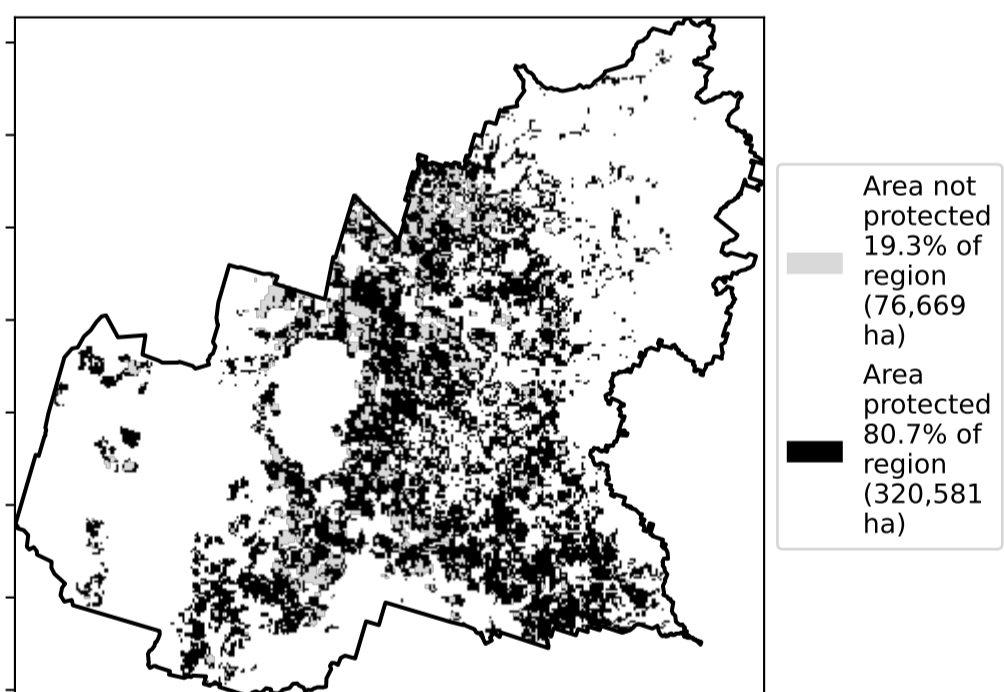 Area not
protected
19.3% of
region
(76,669
ha)
Area
protected
80.7% of
region
(320,581
ha)